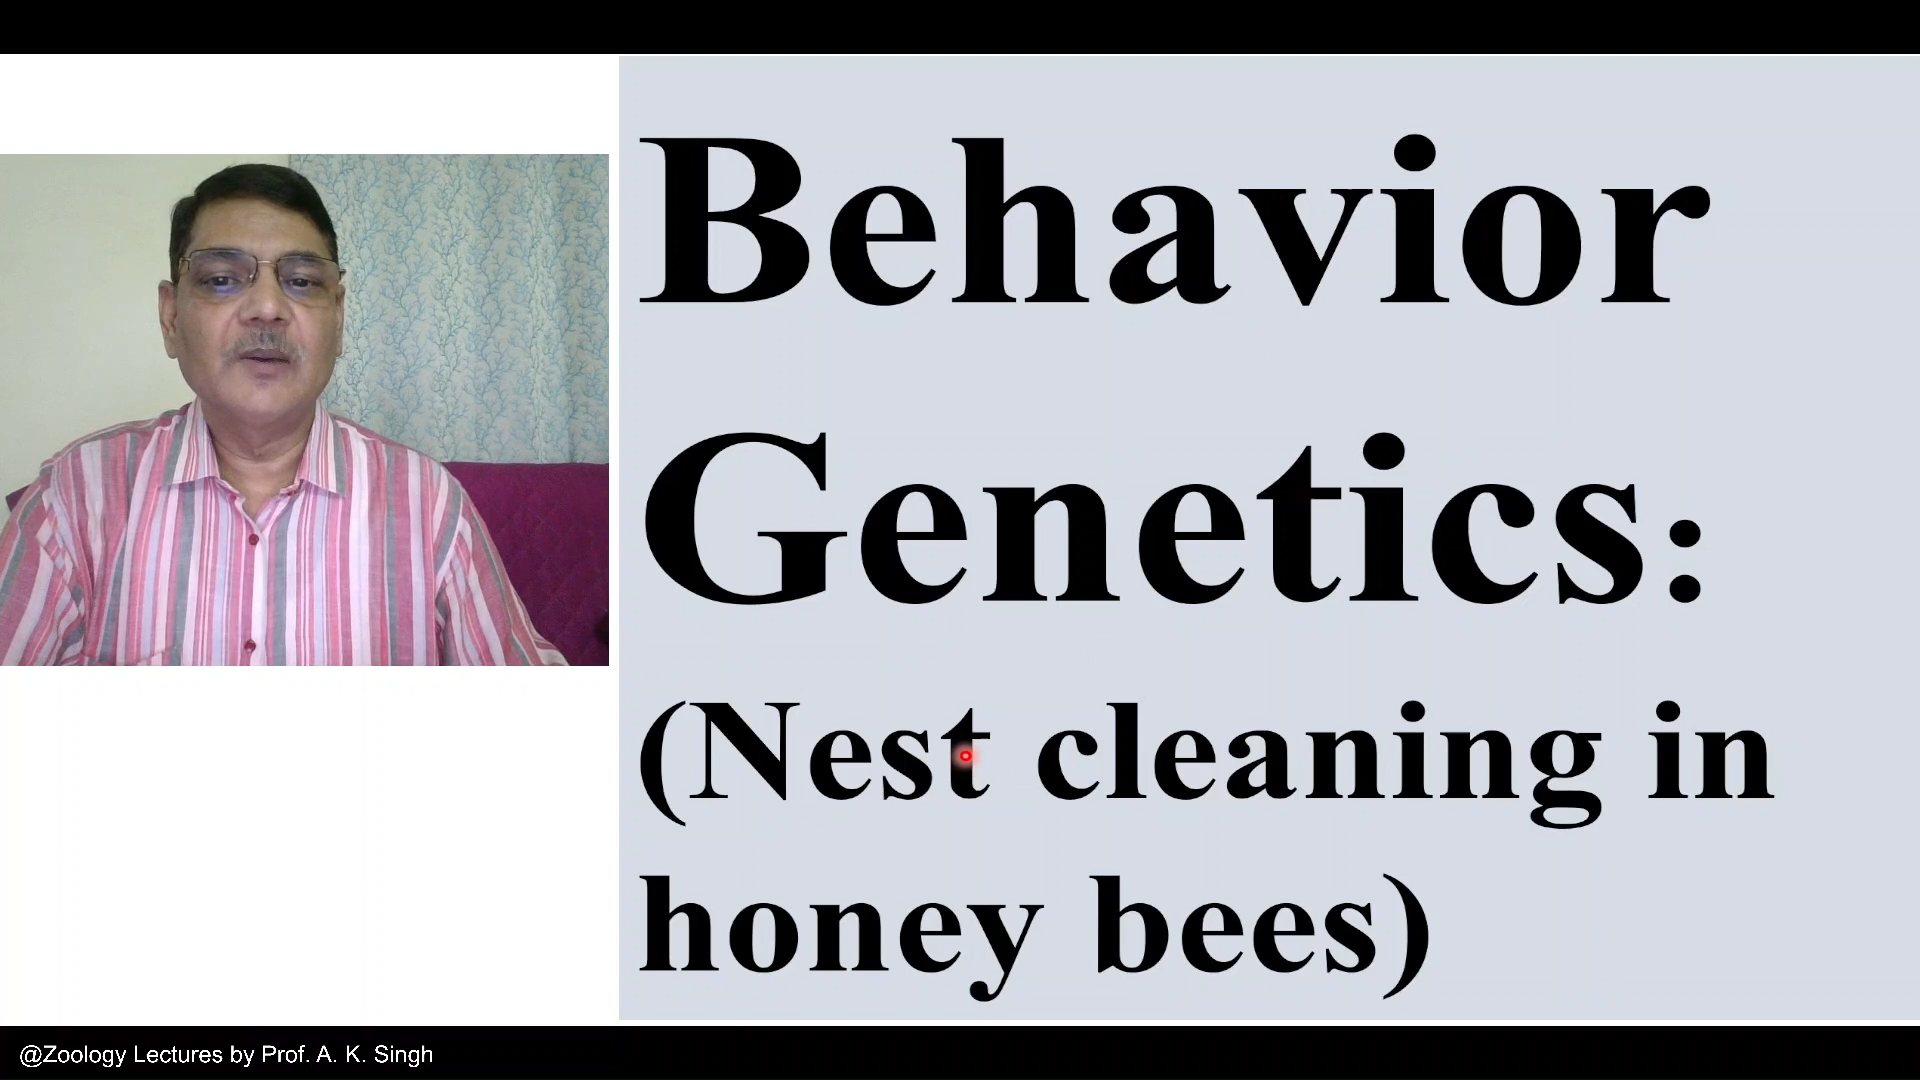 Behavior
Genetics:
(Nest cleaning in
honey bees)
@Zoology Lectures by Prof. A. K. Singh